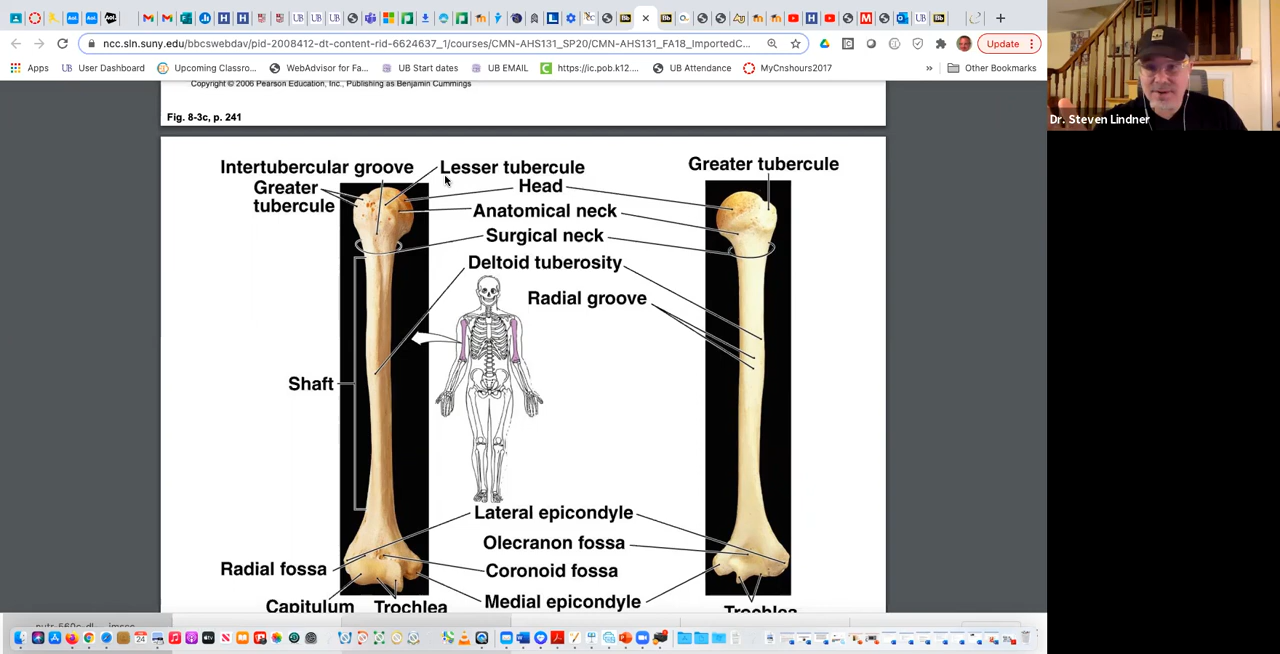 ncc.sln.suny.edu/bbcswebdav/pid-2008412-dt-content-rid-6624637_1/courses/CMN-AHS131_SP20/CMN-AHS131_FA18_ImportedC...
Update
Apps
UB User Dashboard
Upcoming Classro...
WebAdvisor for Fa...
UB Start dates
UB EMAIL
https://ic.pob.k12....
UB Attendance
MyCnshours2017
»
Other Bookmarks
Copyright © 2006 Pearson Education, Inc., Publishing as Benjamin Cummings
Fig. 8-3c, p. 241
Dr. Steven Lindner
Intertubercular groove
Lesser tubercule
Greater tubercule
Greater
tubercule
Head
Anatomical neck
Surgical neck
Deltoid tuberosity
Radial groove
Shaft
Lateral epicondyle
Olecranon fossa
Radial fossa
Coronoid fossa
Medial epicondyle
Capitulum
Trochlea
Trochlea